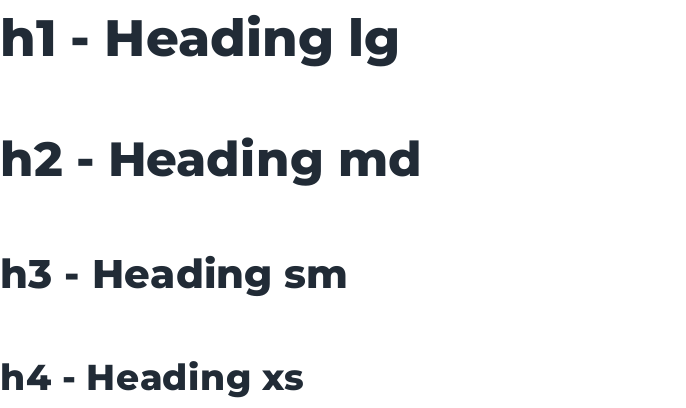 h1 - Heading lg
h2 - Heading md
h3 - Heading sm
h4 - Heading xs